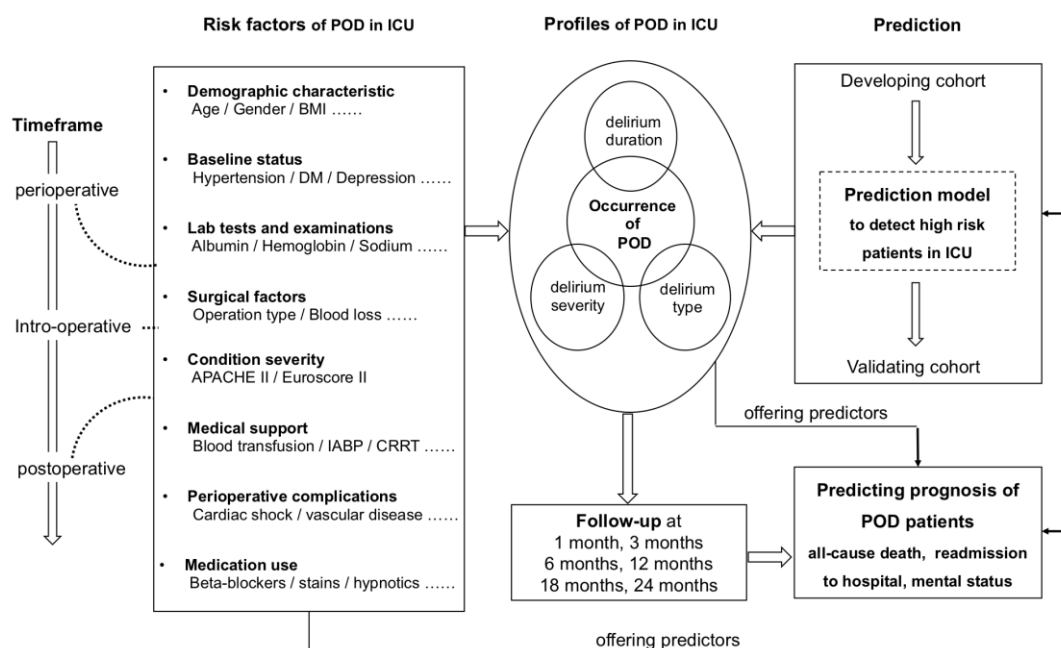 Risk factors of POD in ICU
Profiles of POD in ICU
Prediction
Timeframe
perioperative
Intro-operative
postoperative
• Demographic characteristic
Age / Gender / BMI ……
• Baseline status
Hypertension / DM / Depression ……
• Lab tests and examinations
Albumin / Hemoglobin / Sodium ……
• Surgical factors
Operation type / Blood loss ……
• Condition severity
APACHE II / Euroscore II
• Medical support
Blood transfusion / IABP / CRRT ……
• Perioperative complications
Cardiac shock / vascular disease ……
• Medication use
Beta-blockers / stains / hypnotics ……
delirium
duration
Occurrence
of
POD
delirium
severity
delirium
type
Developing cohort
Prediction model
to detect high risk
patients in ICU
Validating cohort
offering predictors
Follow-up at
1 month, 3 months
6 months, 12 months
18 months, 24 months
Predicting prognosis of
POD patients
all-cause death, readmission
to hospital, mental status
offering predictors